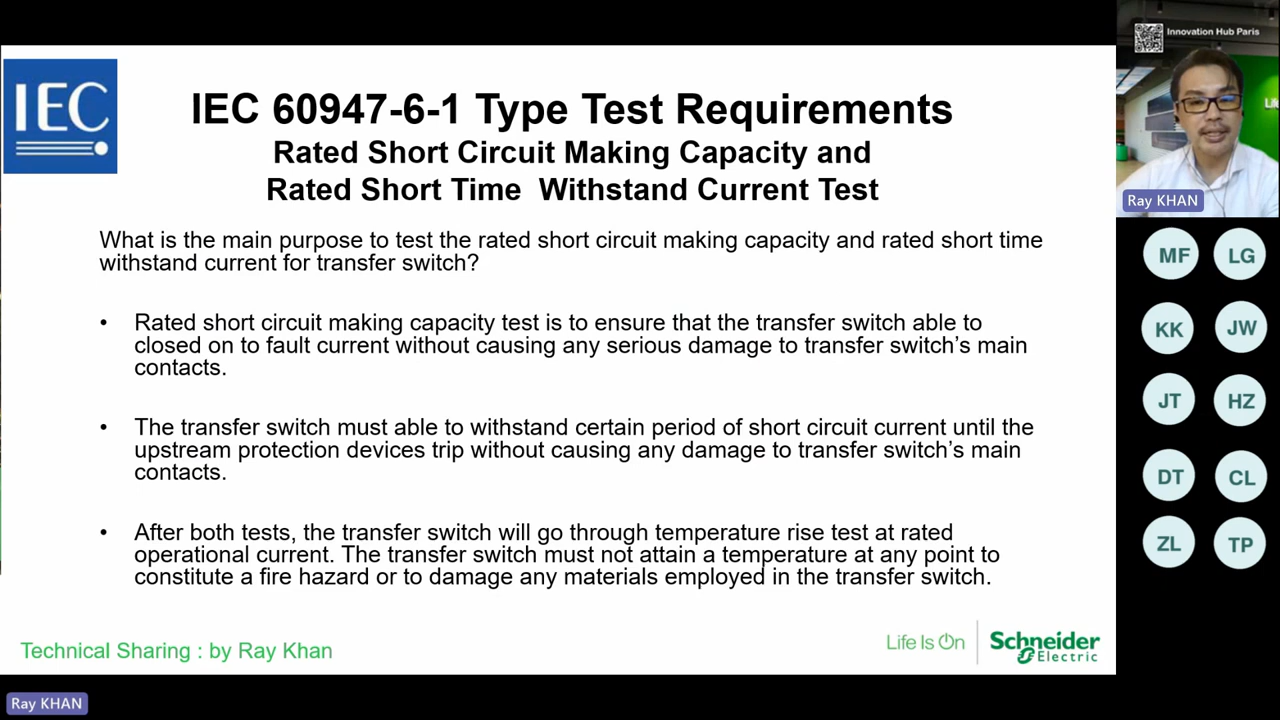 Innovation Hub Paris
IEC
IEC 60947-6-1 Type Test Requirements
Rated Short Circuit Making Capacity and
Rated Short Time Withstand Current Test
Ray KHAN
What is the main purpose to test the rated short circuit making capacity and rated short time
withstand current for transfer switch?
• Rated short circuit making capacity test is to ensure that the transfer switch able to
closed on to fault current without causing any serious damage to transfer switch’s main
contacts.
• The transfer switch must able to withstand certain period of short circuit current until the
upstream protection devices trip without causing any damage to transfer switch’s main
contacts.
• After both tests, the transfer switch will go through temperature rise test at rated
operational current. The transfer switch must not attain a temperature at any point to
constitute a fire hazard or to damage any materials employed in the transfer switch.
MF LG
KK JW
JT HZ
DT CL
ZL TP
Technical Sharing : by Ray Khan
Life Is On
Schneider
Electric
Ray KHAN